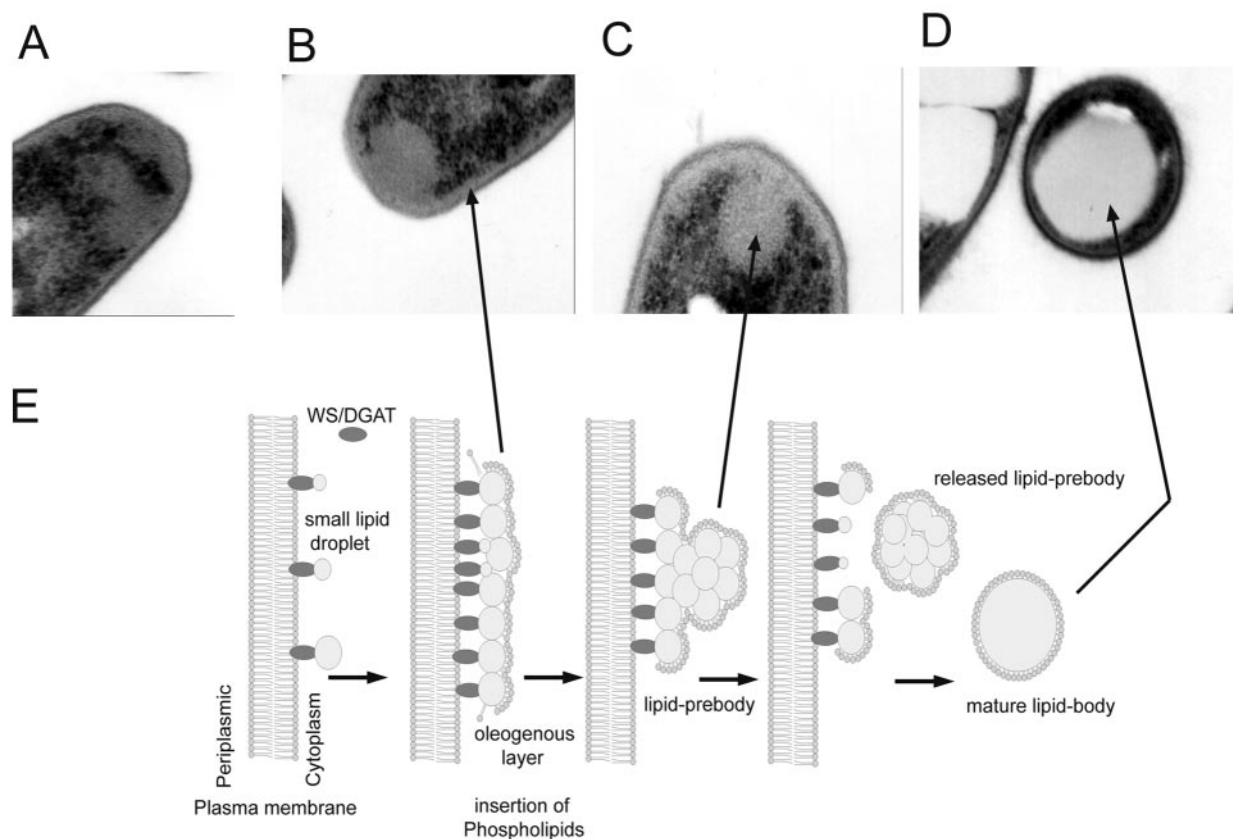 A
B
C
D
E
WS/DGAT
small lipid
droplet
released lipid-prebody
Periplasmic
Cytoplasm
oleogenous
layer
lipid-prebody
mature lipid-body
Plasma membrane
insertion of
Phospholipids